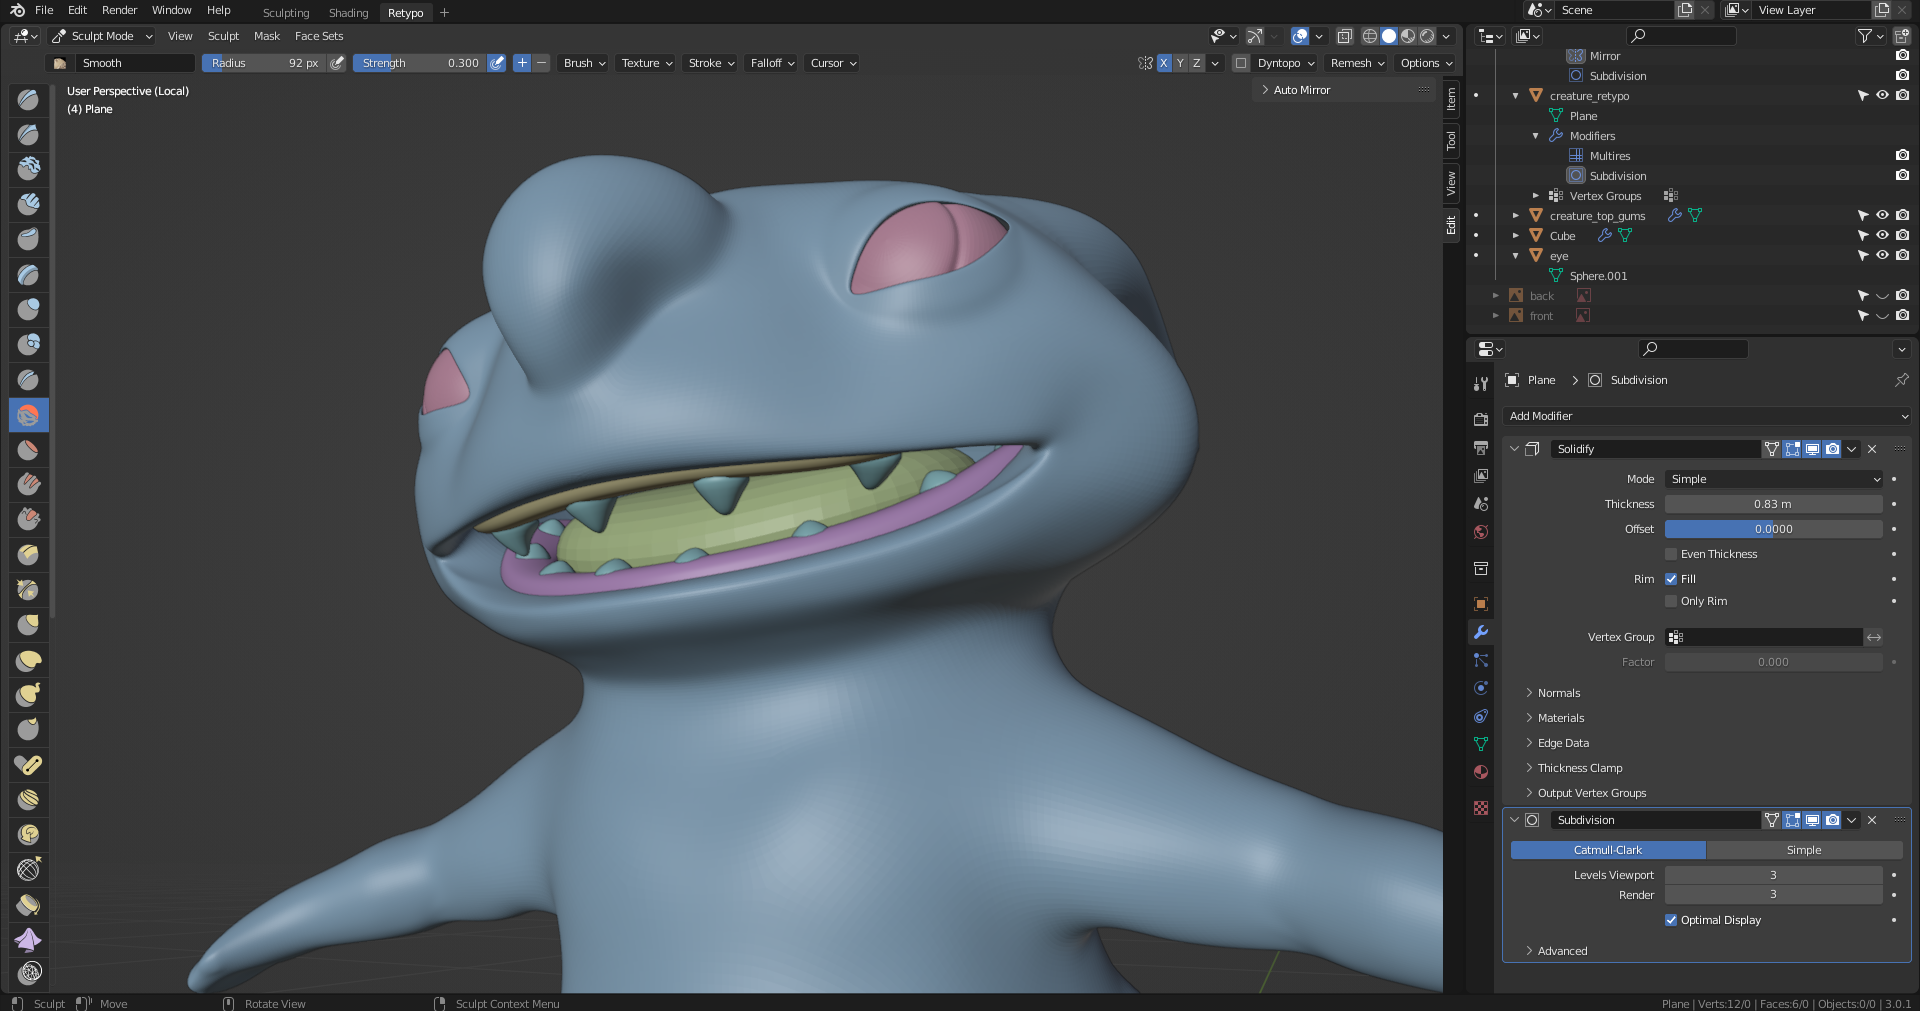 File Edit Render Window Help Sculpting Shading Retypo + Scene View Layer
Sculpt Mode View Sculpt Mask Face Sets
Smooth Radius 92 px Strength 0.300 Brush Texture Stroke Falloff Cursor X Y Z Dyntopo Remesh Options
User Perspective (Local)
(4) Plane
Auto Mirror
Item
Tool
View
Edit
Mirror
Subdivision
creature_retypo
Plane
Modifiers
Multires
Subdivision
Vertex Groups
creature_top_gums
Cube
eye
Sphere.001
back
front
Plane > Subdivision
Add Modifier
Solidify
Mode Simple
Thickness 0.83 m
Offset 0.0000
Even Thickness
Rim Fill
Only Rim
Vertex Group
Factor 0.000
Normals
Materials
Edge Data
Thickness Clamp
Output Vertex Groups
Subdivision
Catmull-Clark Simple
Levels Viewport 3
Render 3
Optimal Display
Advanced
Sculpt Move Rotate View Sculpt Context Menu Plane | Verts:12/0 | Faces:6/0 | Objects:0/0 | 3.0.1